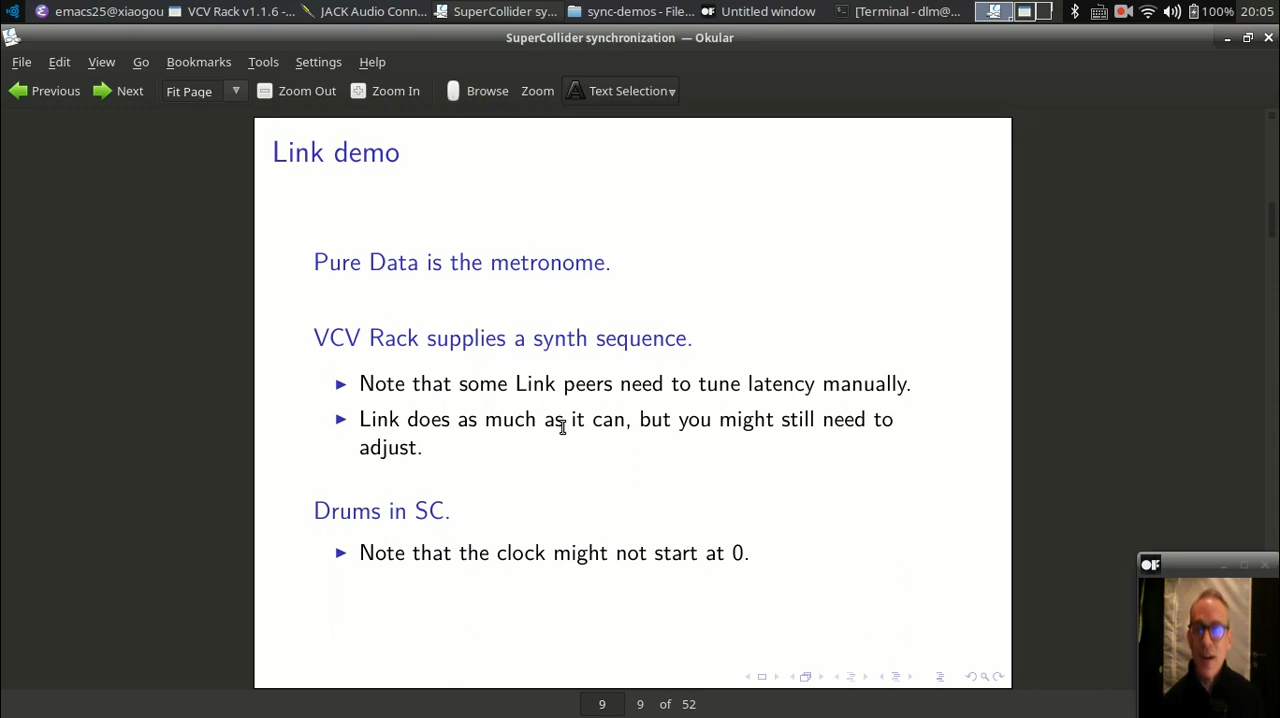 emacs25@xiaogou
VCV Rack v1.1.6 -...
JACK Audio Conn...
SuperCollider sy...
sync-demos - File...
Untitled window
[Terminal - dlm@...
100%
20:05
SuperCollider synchronization — Okular
File Edit View Go Bookmarks Tools Settings Help
Previous Next Fit Page Zoom Out Zoom In Browse Zoom Text Selection
Link demo
Pure Data is the metronome.
VCV Rack supplies a synth sequence.
Note that some Link peers need to tune latency manually.
Link does as much as it can, but you might still need to
adjust.
Drums in SC.
Note that the clock might not start at 0.
9 9 of 52